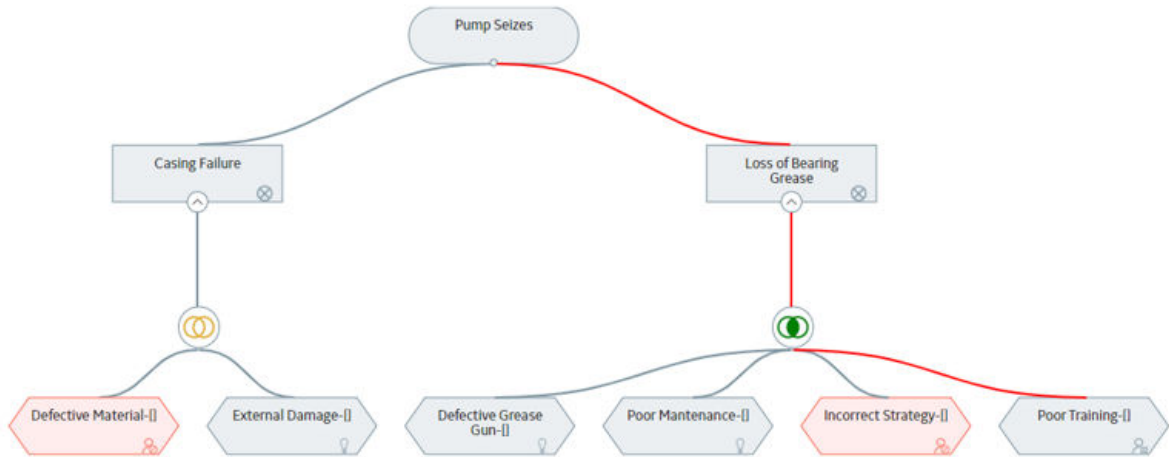 Pump Seizes
Casing Failure
Loss of Bearing
Grease
Defective Material-[]
External Damage-[]
Defective Grease
Gun-[]
Poor Mantenance-[]
Incorrect Strategy-[]
Poor Training-[]